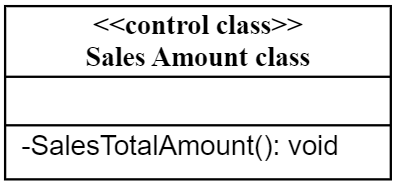 <<control class>>
Sales Amount class
-SalesTotalAmount(): void